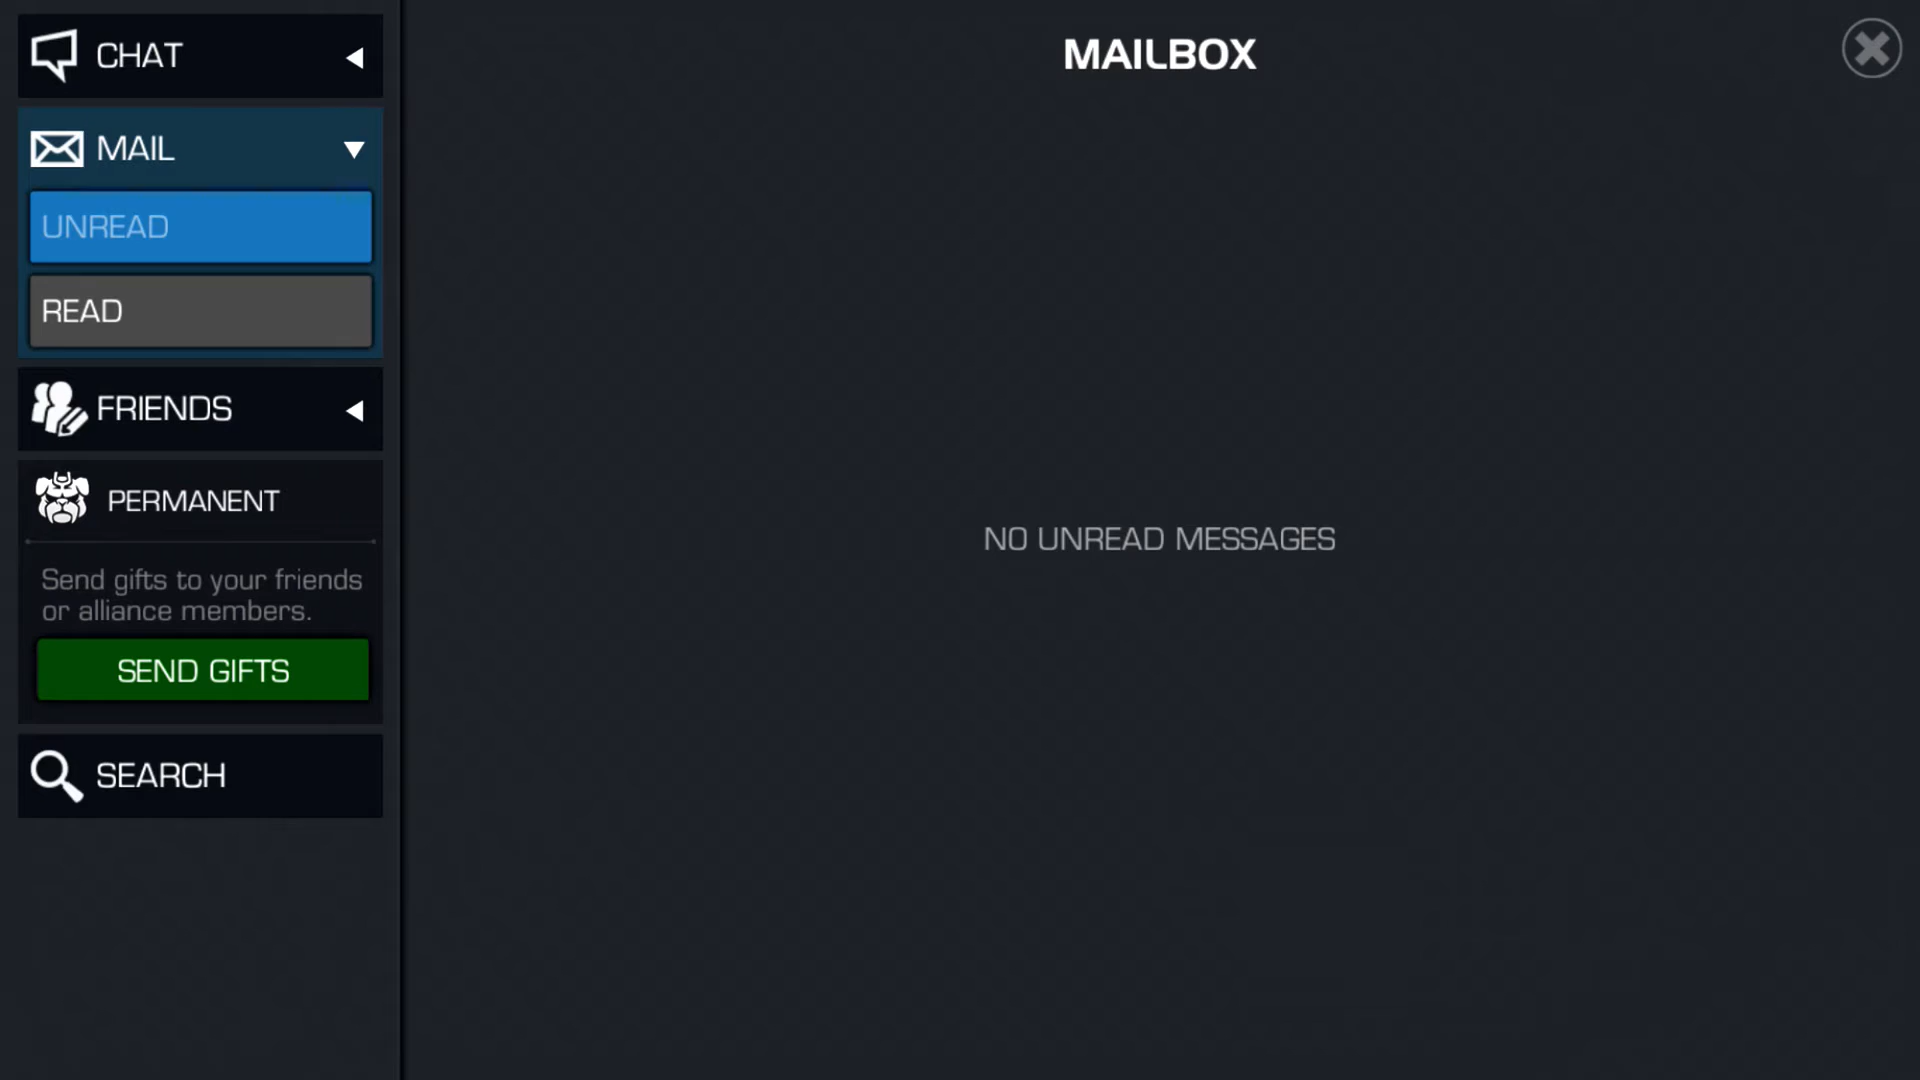 CHAT
MAILBOX
MAIL
UNREAD
READ
FRIENDS
PERMANENT
NO UNREAD MESSAGES
Send gifts to your friends
or alliance members.
SEND GIFTS
SEARCH